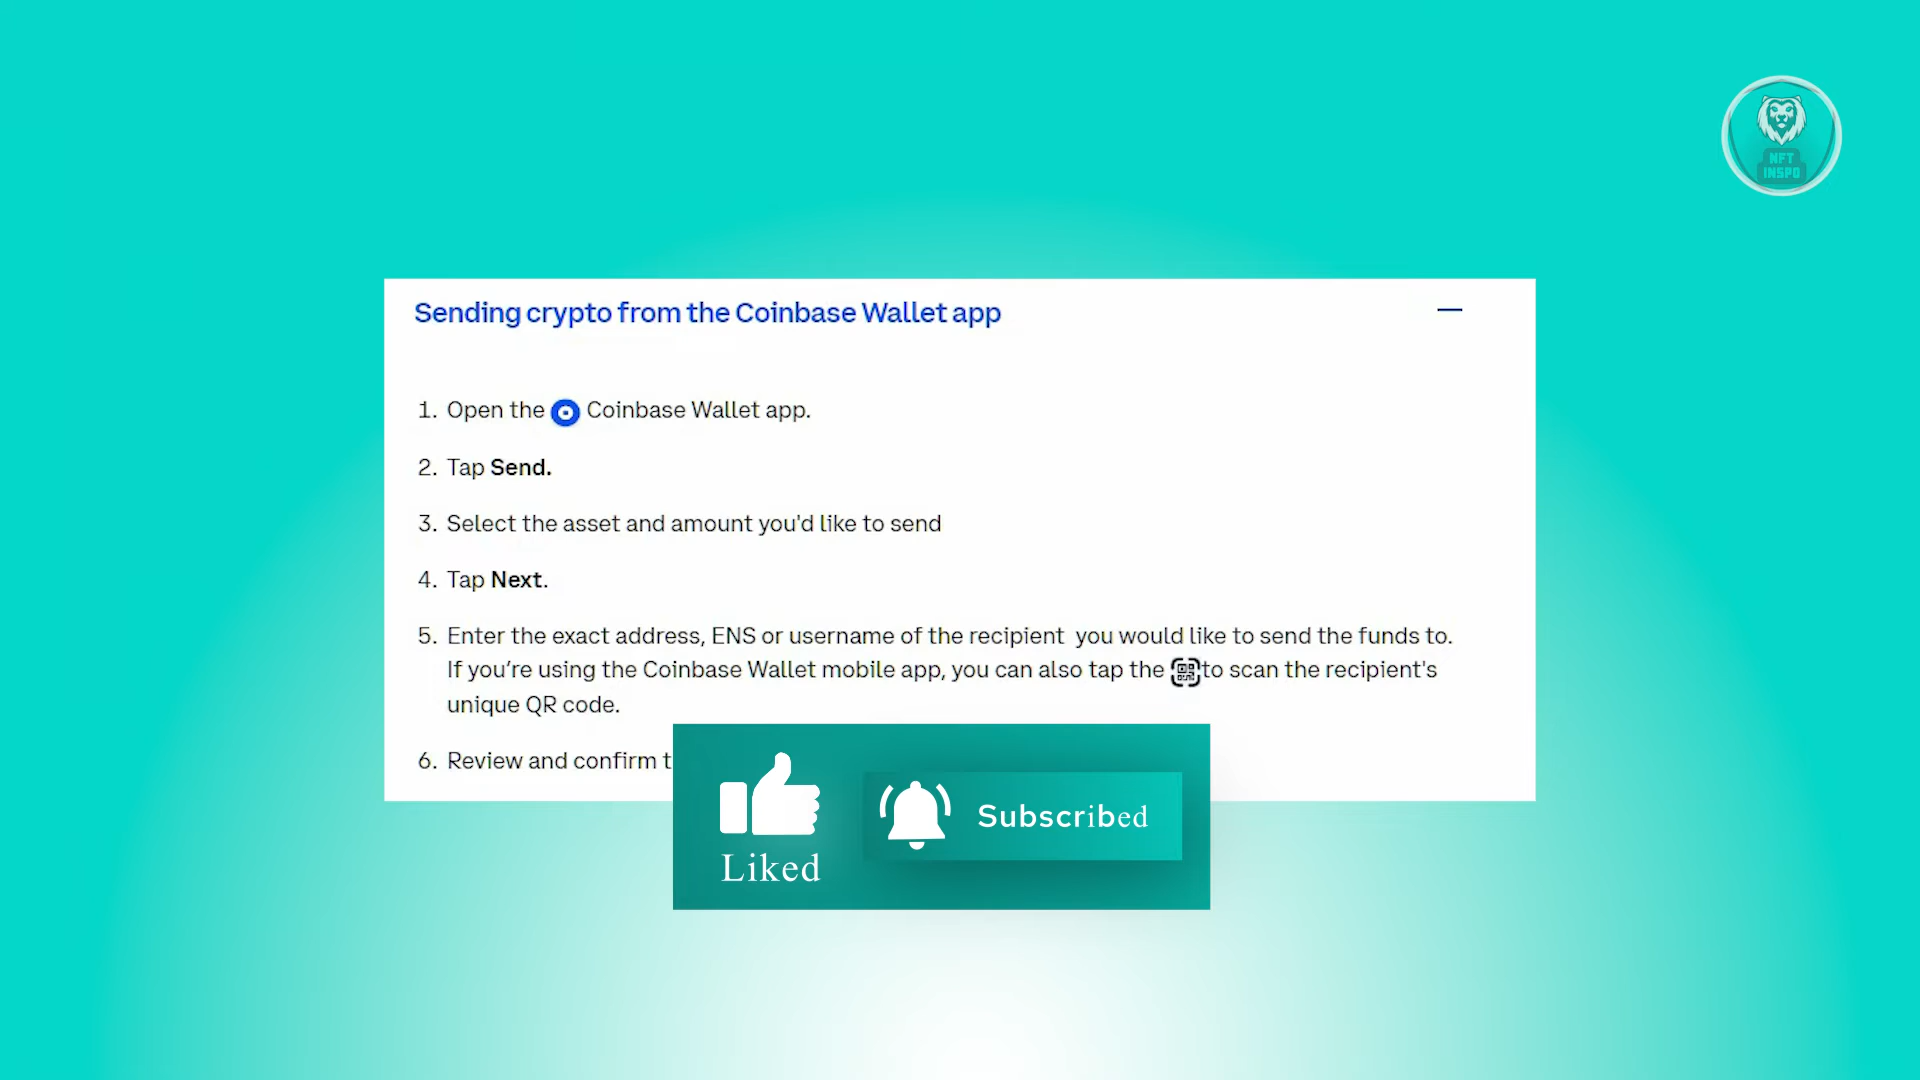 NFT
INSPO
Sending crypto from the Coinbase Wallet app
1. Open the Coinbase Wallet app.
2. Tap Send.
3. Select the asset and amount you'd like to send
4. Tap Next.
5. Enter the exact address, ENS or username of the recipient you would like to send the funds to.
If you’re using the Coinbase Wallet mobile app, you can also tap the to scan the recipient's
unique QR code.
6. Review and confirm
Liked
Subscribed